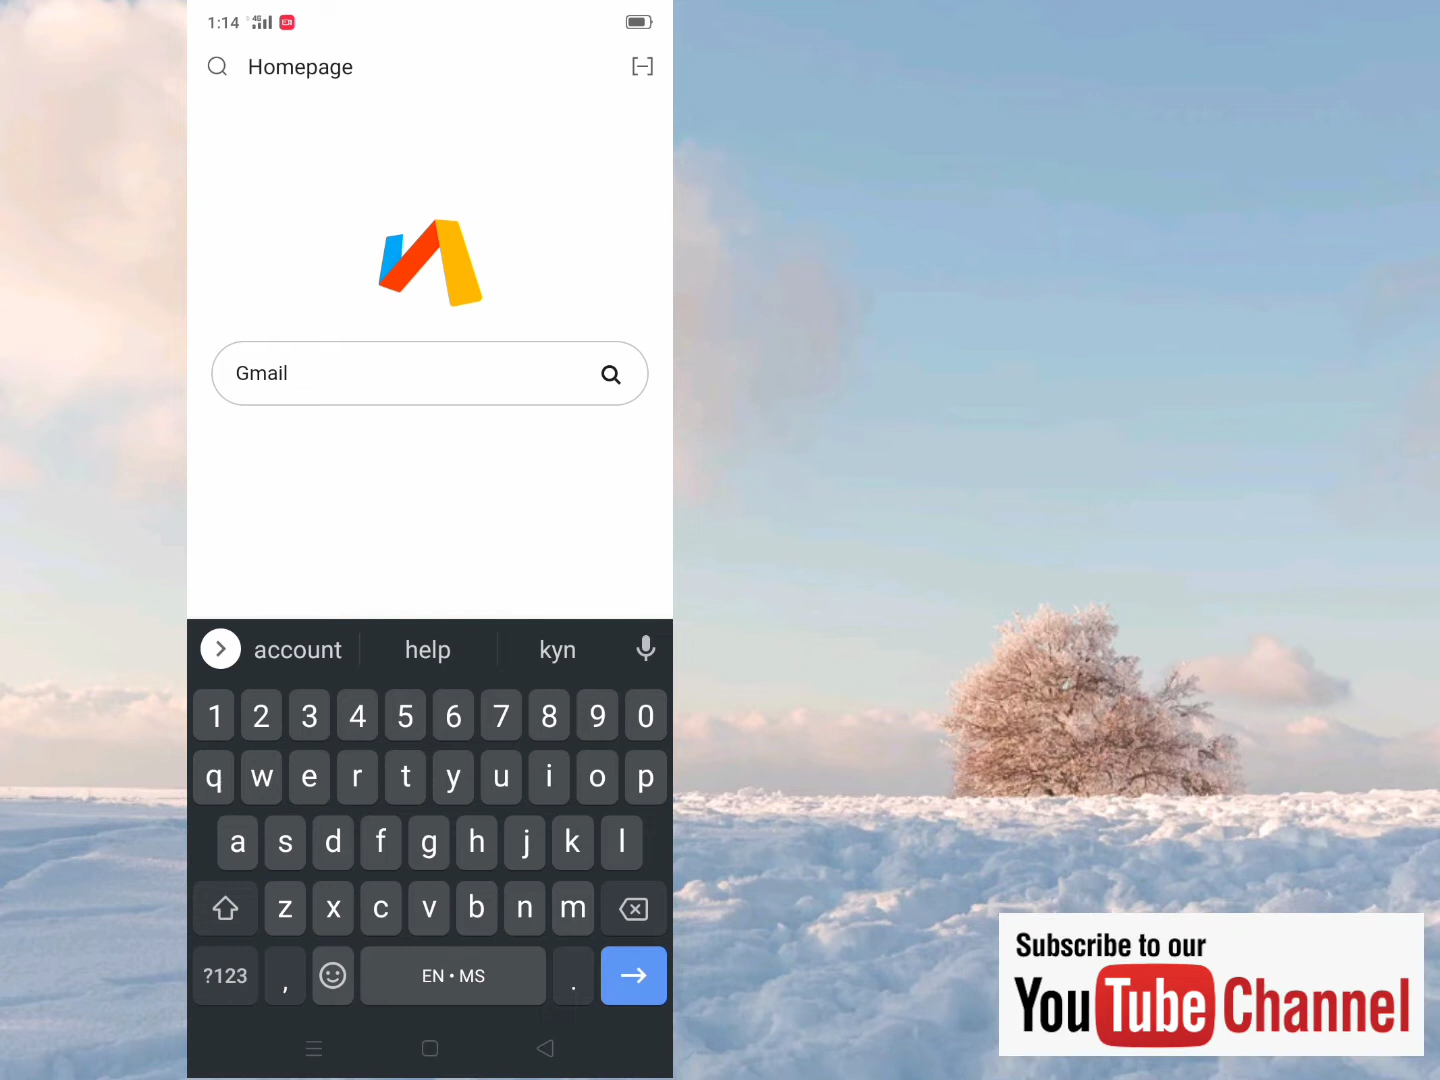 1:14 4G
Homepage
Gmail
account help kyn
1 2 3 4 5 6 7 8 9 0
q w e r t y u i o p
a s d f g h j k l
z x c v b n m
?123 , EN • MS .
Subscribe to our
YouTube Channel